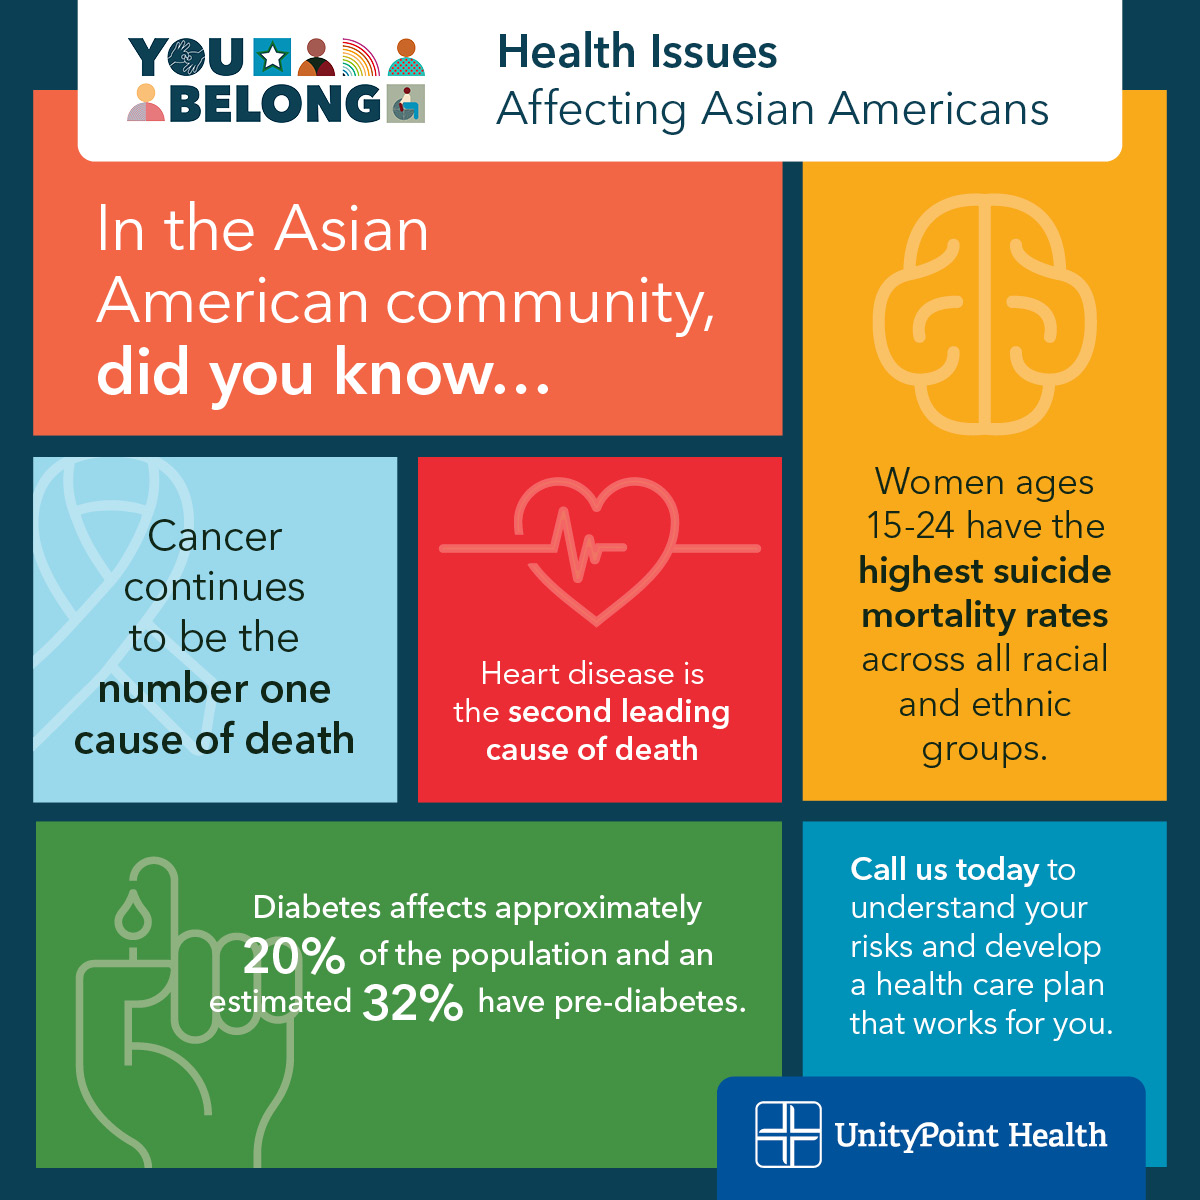 YOU
BELONG
Health Issues
Affecting Asian Americans
In the Asian
American community,
did you know...
Cancer
continues
to be the
number one
cause of death
Heart disease is
the second leading
cause of death
Women ages
15-24 have the
highest suicide
mortality rates
across all racial
and ethnic
groups.
Diabetes affects approximately
20% of the population and an
estimated 32% have pre-diabetes.
Call us today to
understand your
risks and develop
a health care plan
that works for you.
UnityPoint Health